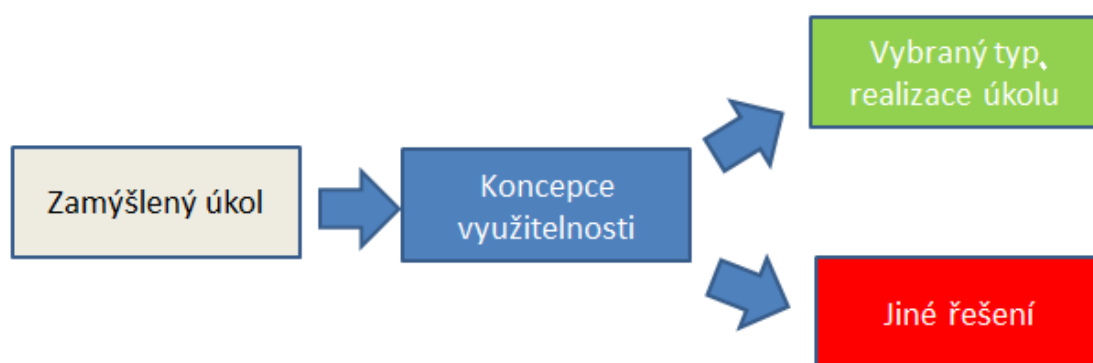 Zamýšlený úkol
Koncepce
využitelnosti
Vybraný typ,
realizace úkolu
Jiné řešení